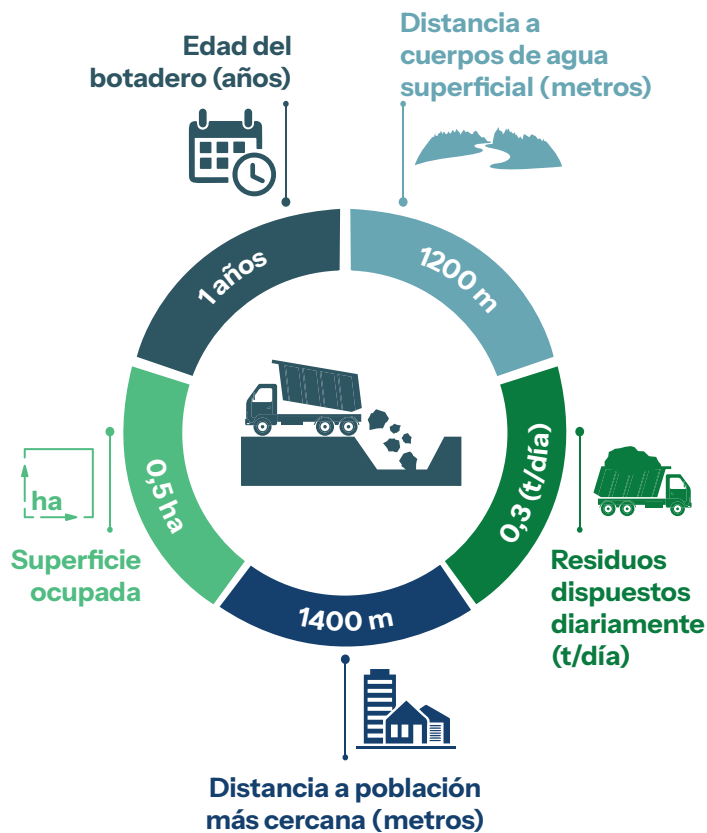 Edad del
botadero (años)
Distancia a
cuerpos de agua
superficial (metros)
1 años
1200 m
0,5 ha
0,3 (t/día)
1400 m
ha
Superficie
ocupada
Residuos
dispuestos
diariamente
(t/día)
Distancia a población
más cercana (metros)